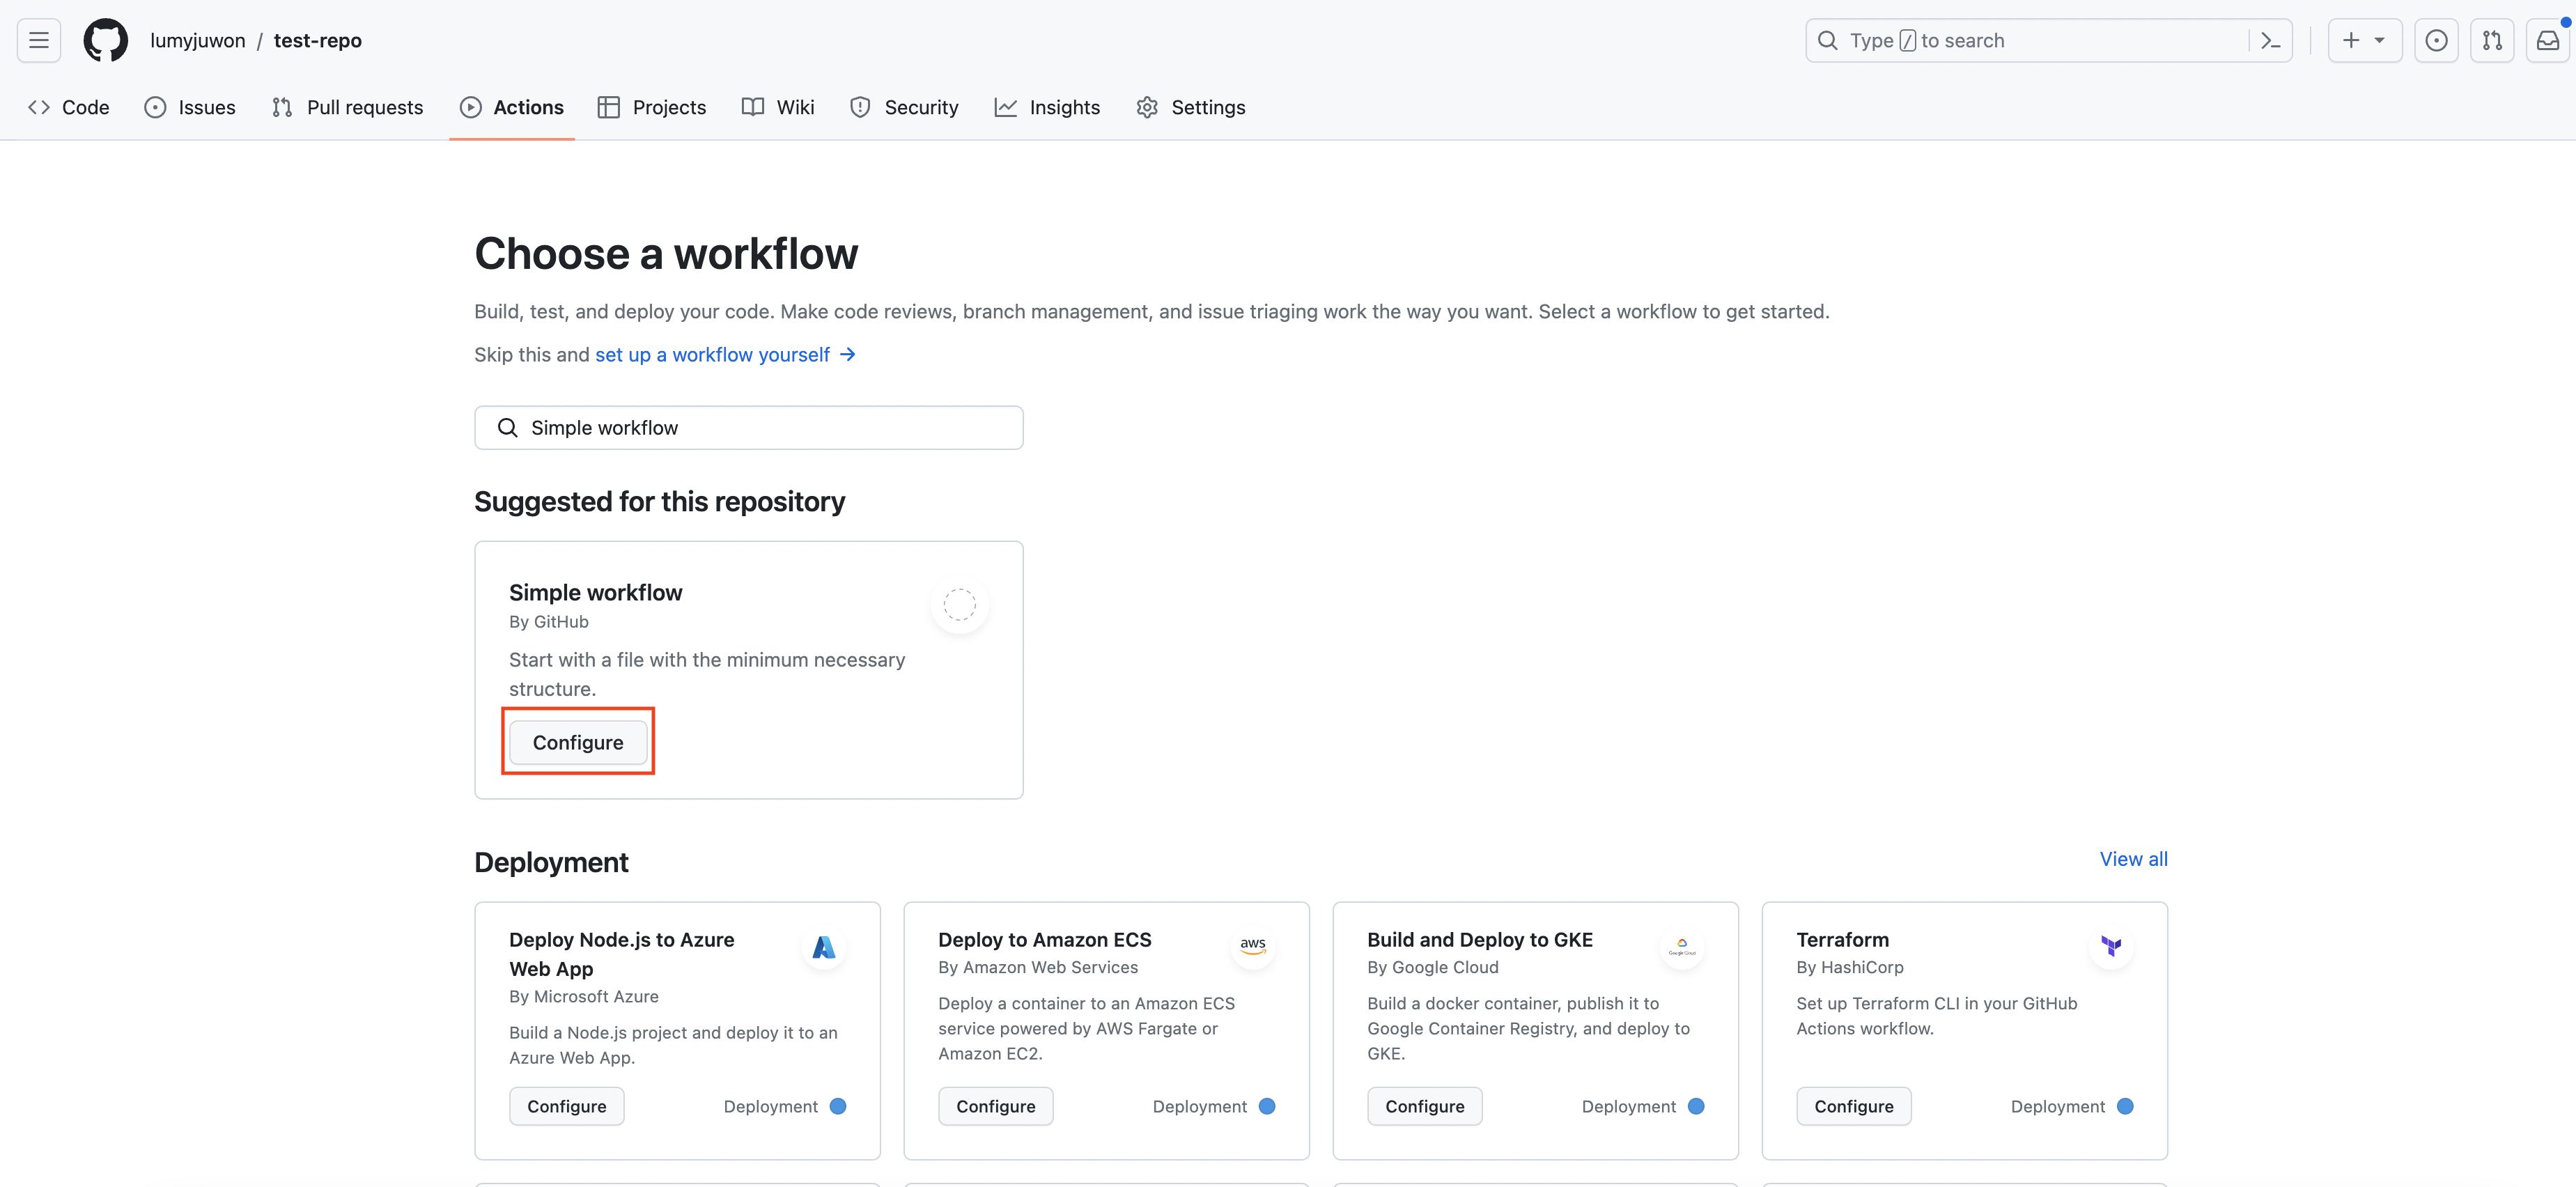 lumyjuwon / test-repo
Type / to search
Code Issues Pull requests Actions Projects Wiki Security Insights Settings
Choose a workflow
Build, test, and deploy your code. Make code reviews, branch management, and issue triaging work the way you want. Select a workflow to get started.
Skip this and set up a workflow yourself →
Simple workflow
Suggested for this repository
Simple workflow
By GitHub
Start with a file with the minimum necessary
structure.
Configure
Deployment
View all
Deploy Node.js to Azure
Web App
By Microsoft Azure
Build a Node.js project and deploy it to an
Azure Web App.
Configure
Deployment
Deploy to Amazon ECS
aws
By Amazon Web Services
Deploy a container to an Amazon ECS
service powered by AWS Fargate or
Amazon EC2.
Configure
Deployment
Build and Deploy to GKE
Google Cloud
By Google Cloud
Build a docker container, publish it to
Google Container Registry, and deploy to
GKE.
Configure
Deployment
Terraform
By HashiCorp
Set up Terraform CLI in your GitHub
Actions workflow.
Configure
Deployment